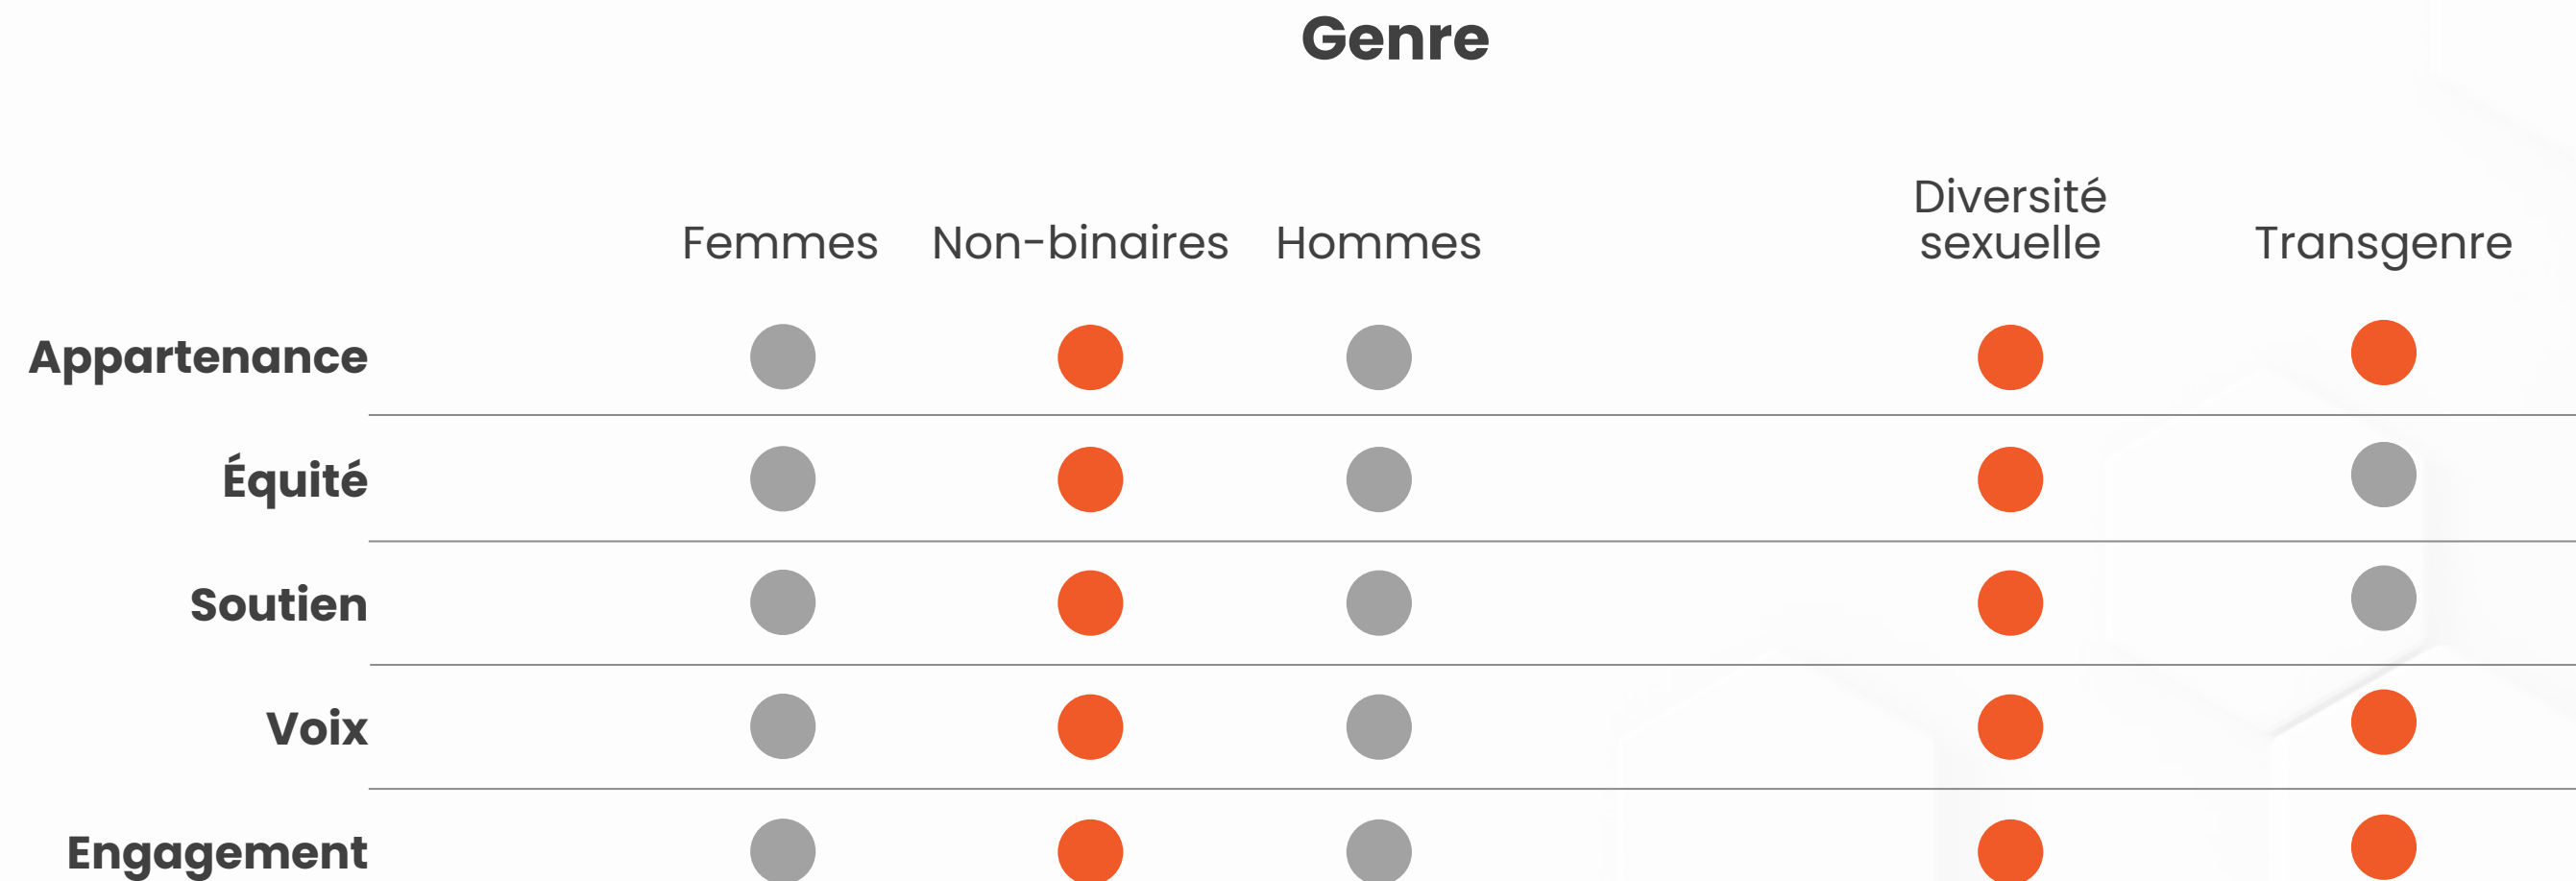 Genre
Femmes Non-binaires Hommes Diversité sexuelle Transgenre
Appartenance
Équité
Soutien
Voix
Engagement